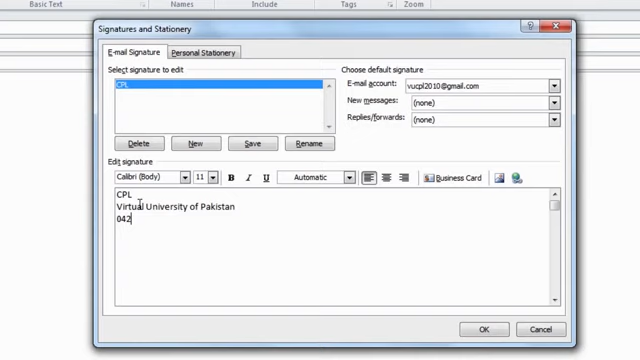 Basic Text
Names
Include
Tags
Zoom
Signatures and Stationery
E-mail Signature
Personal Stationery
Select signature to edit
Choose default signature
CPL
E-mail account:
vucpl2010@gmail.com
New messages:
(none)
Replies/forwards:
(none)
Delete
New
Save
Rename
Edit signature
Calibri (Body)
11
B
I
U
Automatic
Business Card
CPL
Virtual University of Pakistan
042
OK
Cancel